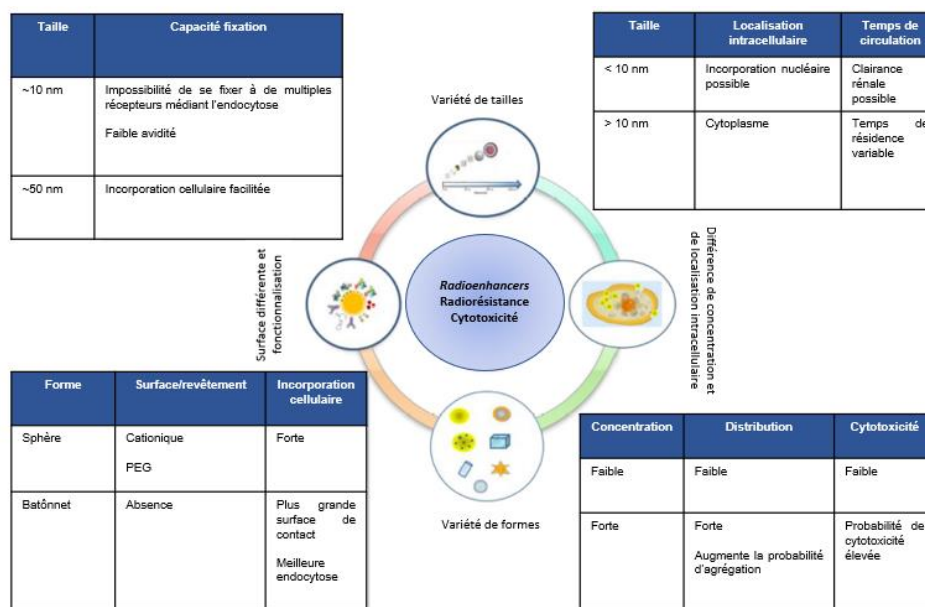 Taille Capacité fixation
~10 nm Impossibilité de se fixer à de multiples
récepteurs médiant l'endocytose
Faible avidité
~50 nm Incorporation cellulaire facilitée
Variété de tailles
Taille Localisation Temps de
intracellulaire circulation
< 10 nm Incorporation nucléaire Clairance
possible rénale
possible
> 10 nm Cytoplasme Temps de
résidence
variable
Surface différente et
fonctionnalisation
Radioenhancers
Radiorésistance
Cytotoxicité
Différence de concentration et
de localisation intracellulaire
Forme Surface/revêtement Incorporation
cellulaire
Sphère Cationique Forte
PEG
Batônnet Absence Plus grande
surface de
contact
Meilleure
endocytose
Variété de formes
Concentration Distribution Cytotoxicité
Faible Faible Faible
Forte Forte Probabilité de
Augmente la probabilité cytotoxicité
d'agrégation élevée